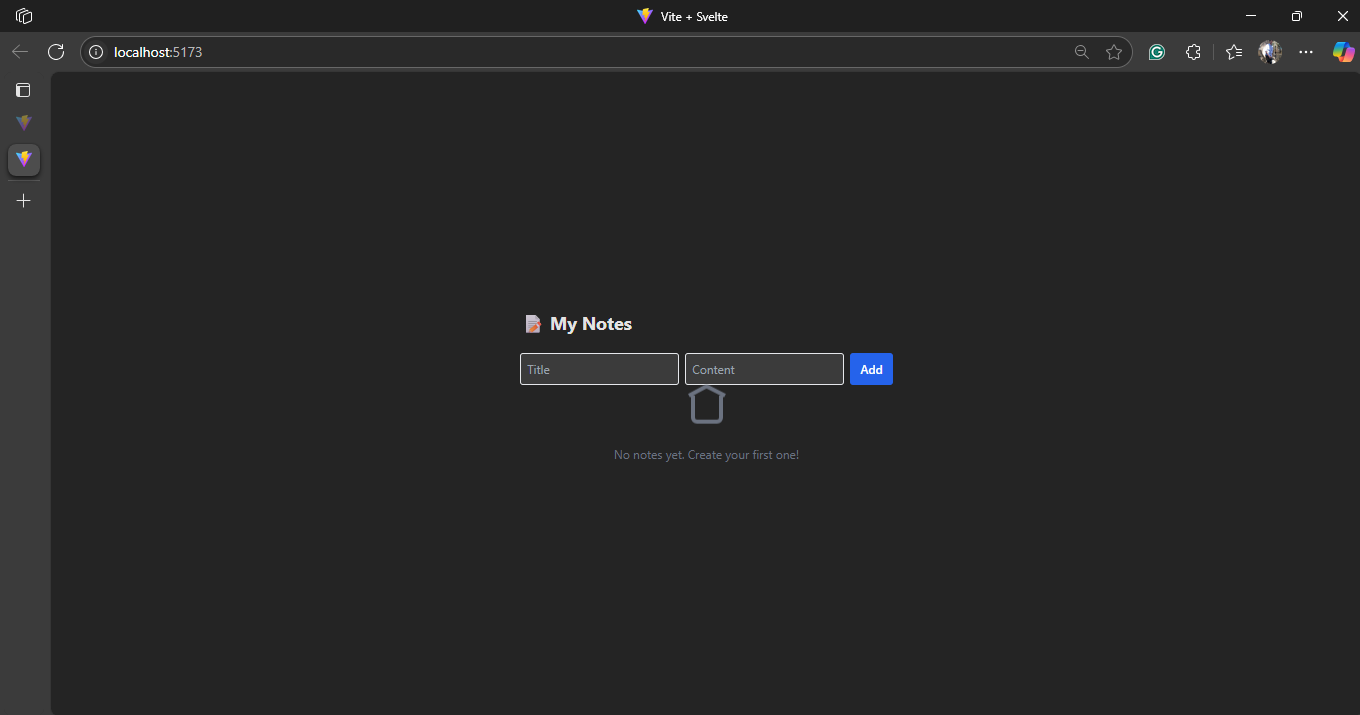 Vite + Svelte
localhost:5173
My Notes
Title
Content
Add
No notes yet. Create your first one!